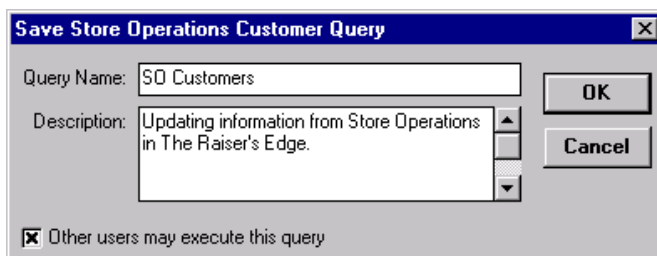 Save Store Operations Customer Query
Query Name: SO Customers
OK
Description: Updating information from Store Operations
in The Raiser's Edge.
Cancel
Other users may execute this query